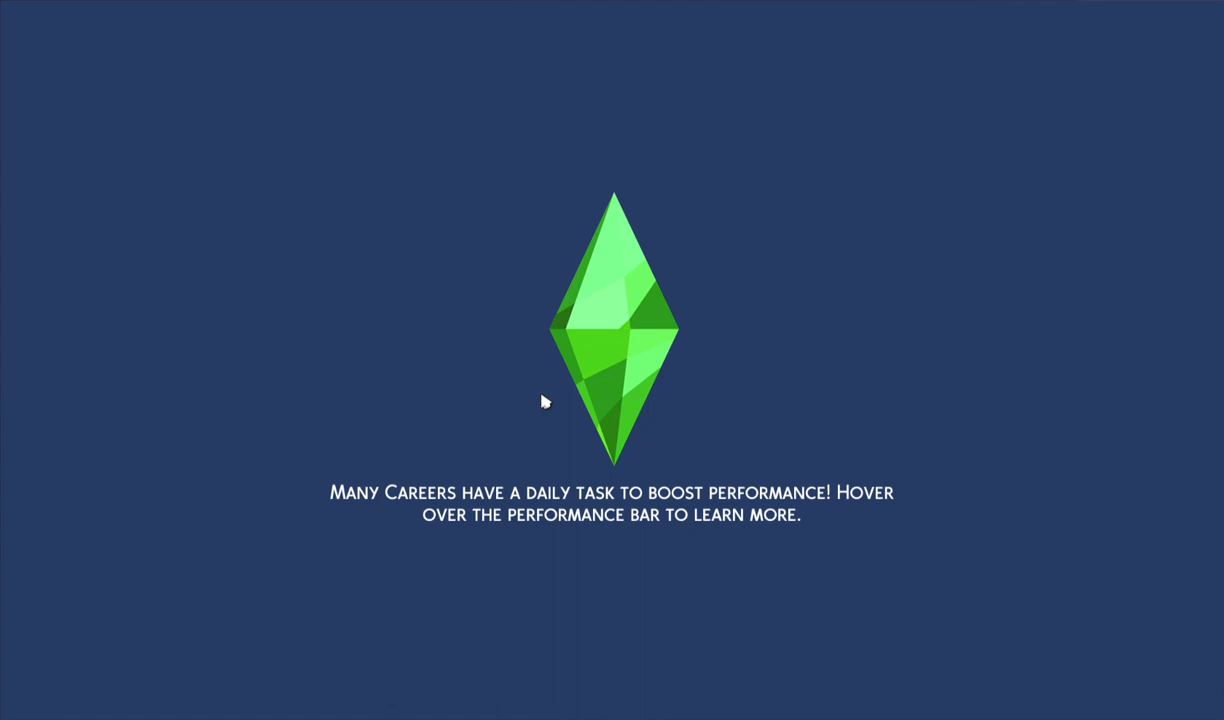 Many Careers have a daily task to boost performance! Hover
over the performance bar to learn more.